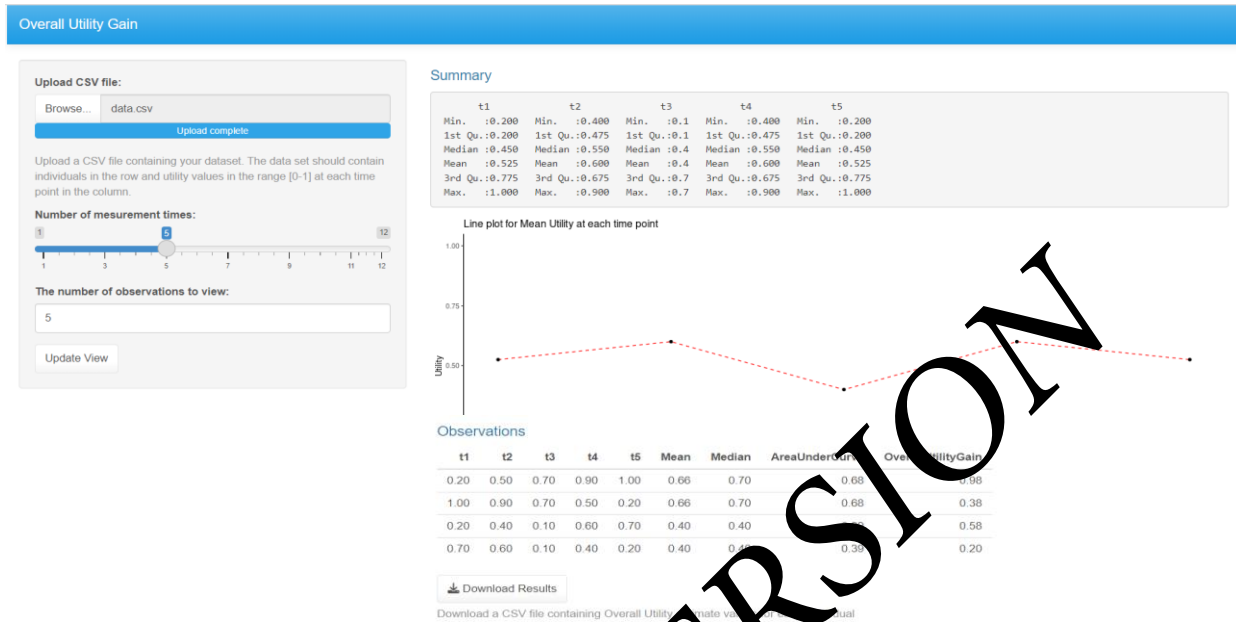 Overall Utility Gain
Upload CSV file:
Browse... data.csv
Upload complete
Upload a CSV file containing your dataset. The data set should contain
individuals in the row and utility values in the range [0-1] at each time
point in the column.
Number of mesurement times:
1 5 12
1 3 5 7 9 11 12
The number of observations to view:
5
Update View
Summary
t1 t2 t3 t4 t5
Min. :0.200 Min. :0.400 Min. :0.1 Min. :0.400 Min. :0.200
1st Qu.:0.200 1st Qu.:0.475 1st Qu.:0.1 1st Qu.:0.475 1st Qu.:0.200
Median :0.450 Median :0.550 Median :0.4 Median :0.550 Median :0.450
Mean :0.525 Mean :0.600 Mean :0.4 Mean :0.600 Mean :0.525
3rd Qu.:0.775 3rd Qu.:0.675 3rd Qu.:0.7 3rd Qu.:0.675 3rd Qu.:0.775
Max. :1.000 Max. :0.900 Max. :0.7 Max. :0.900 Max. :1.000
Line plot for Mean Utility at each time point
1.00
0.75
0.50
Utility
Observations
t1 t2 t3 t4 t5 Mean Median
0.20 0.50 0.70 0.90 1.00 0.66 0.70 0.68 0.98
1.00 0.90 0.70 0.50 0.20 0.66 0.70 0.68 0.38
0.20 0.40 0.10 0.60 0.70 0.40 0.40 0.58
0.70 0.60 0.10 0.40 0.20 0.40 0.39 0.20
Download Results
Download a CSV file containing Overall Utility
ERSION